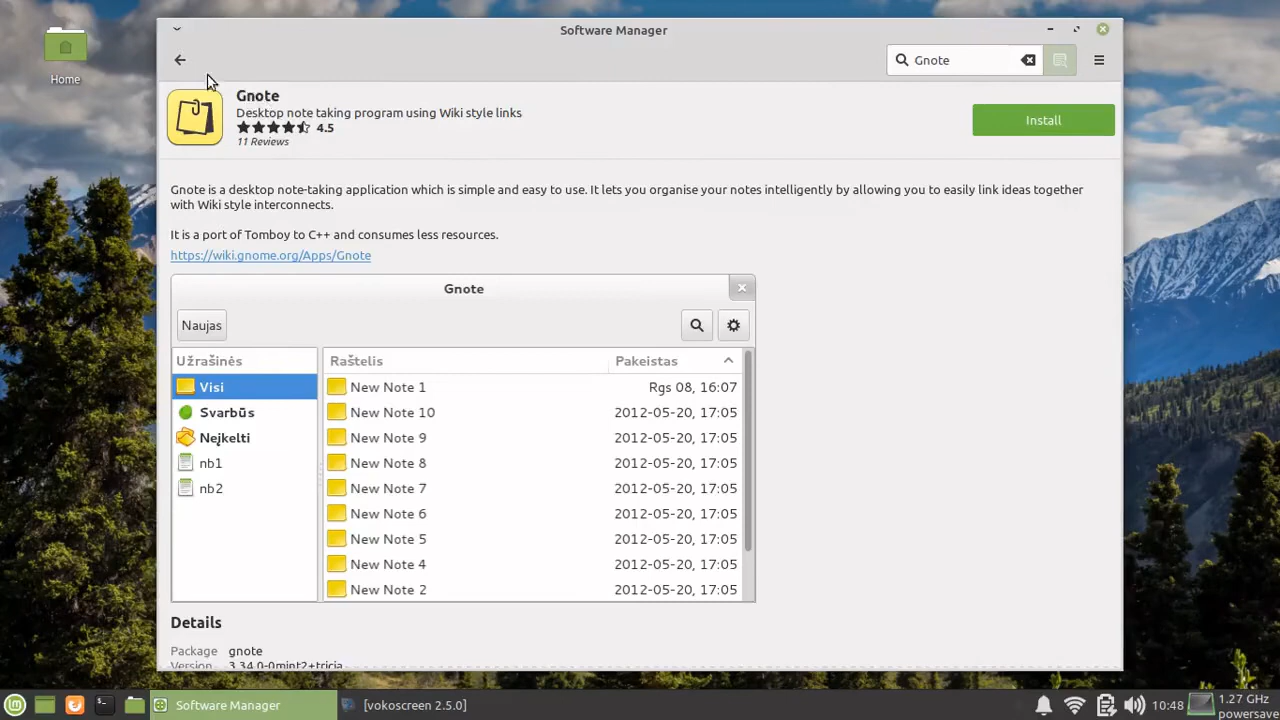 Home
Software Manager
Gnote
Gnote
Desktop note taking program using Wiki style links
4.5
11 Reviews
Install
Gnote is a desktop note-taking application which is simple and easy to use. It lets you organise your notes intelligently by allowing you to easily link ideas together
with Wiki style interconnects.
It is a port of Tomboy to C++ and consumes less resources.
https://wiki.gnome.org/Apps/Gnote
Gnote
Naujas
Užrašinės
Raštelis Pakeistas
Visi
Svarbūs
Neįkelti
nb1
nb2
New Note 1 Rgs 08, 16:07
New Note 10 2012-05-20, 17:05
New Note 9 2012-05-20, 17:05
New Note 8 2012-05-20, 17:05
New Note 7 2012-05-20, 17:05
New Note 6 2012-05-20, 17:05
New Note 5 2012-05-20, 17:05
New Note 4 2012-05-20, 17:05
New Note 2 2012-05-20, 17:05
Details
Package gnote
Version 3.34.0-0mint2+tricia
Software Manager
[vokoscreen 2.5.0]
10:48
1.27 GHz
powersave